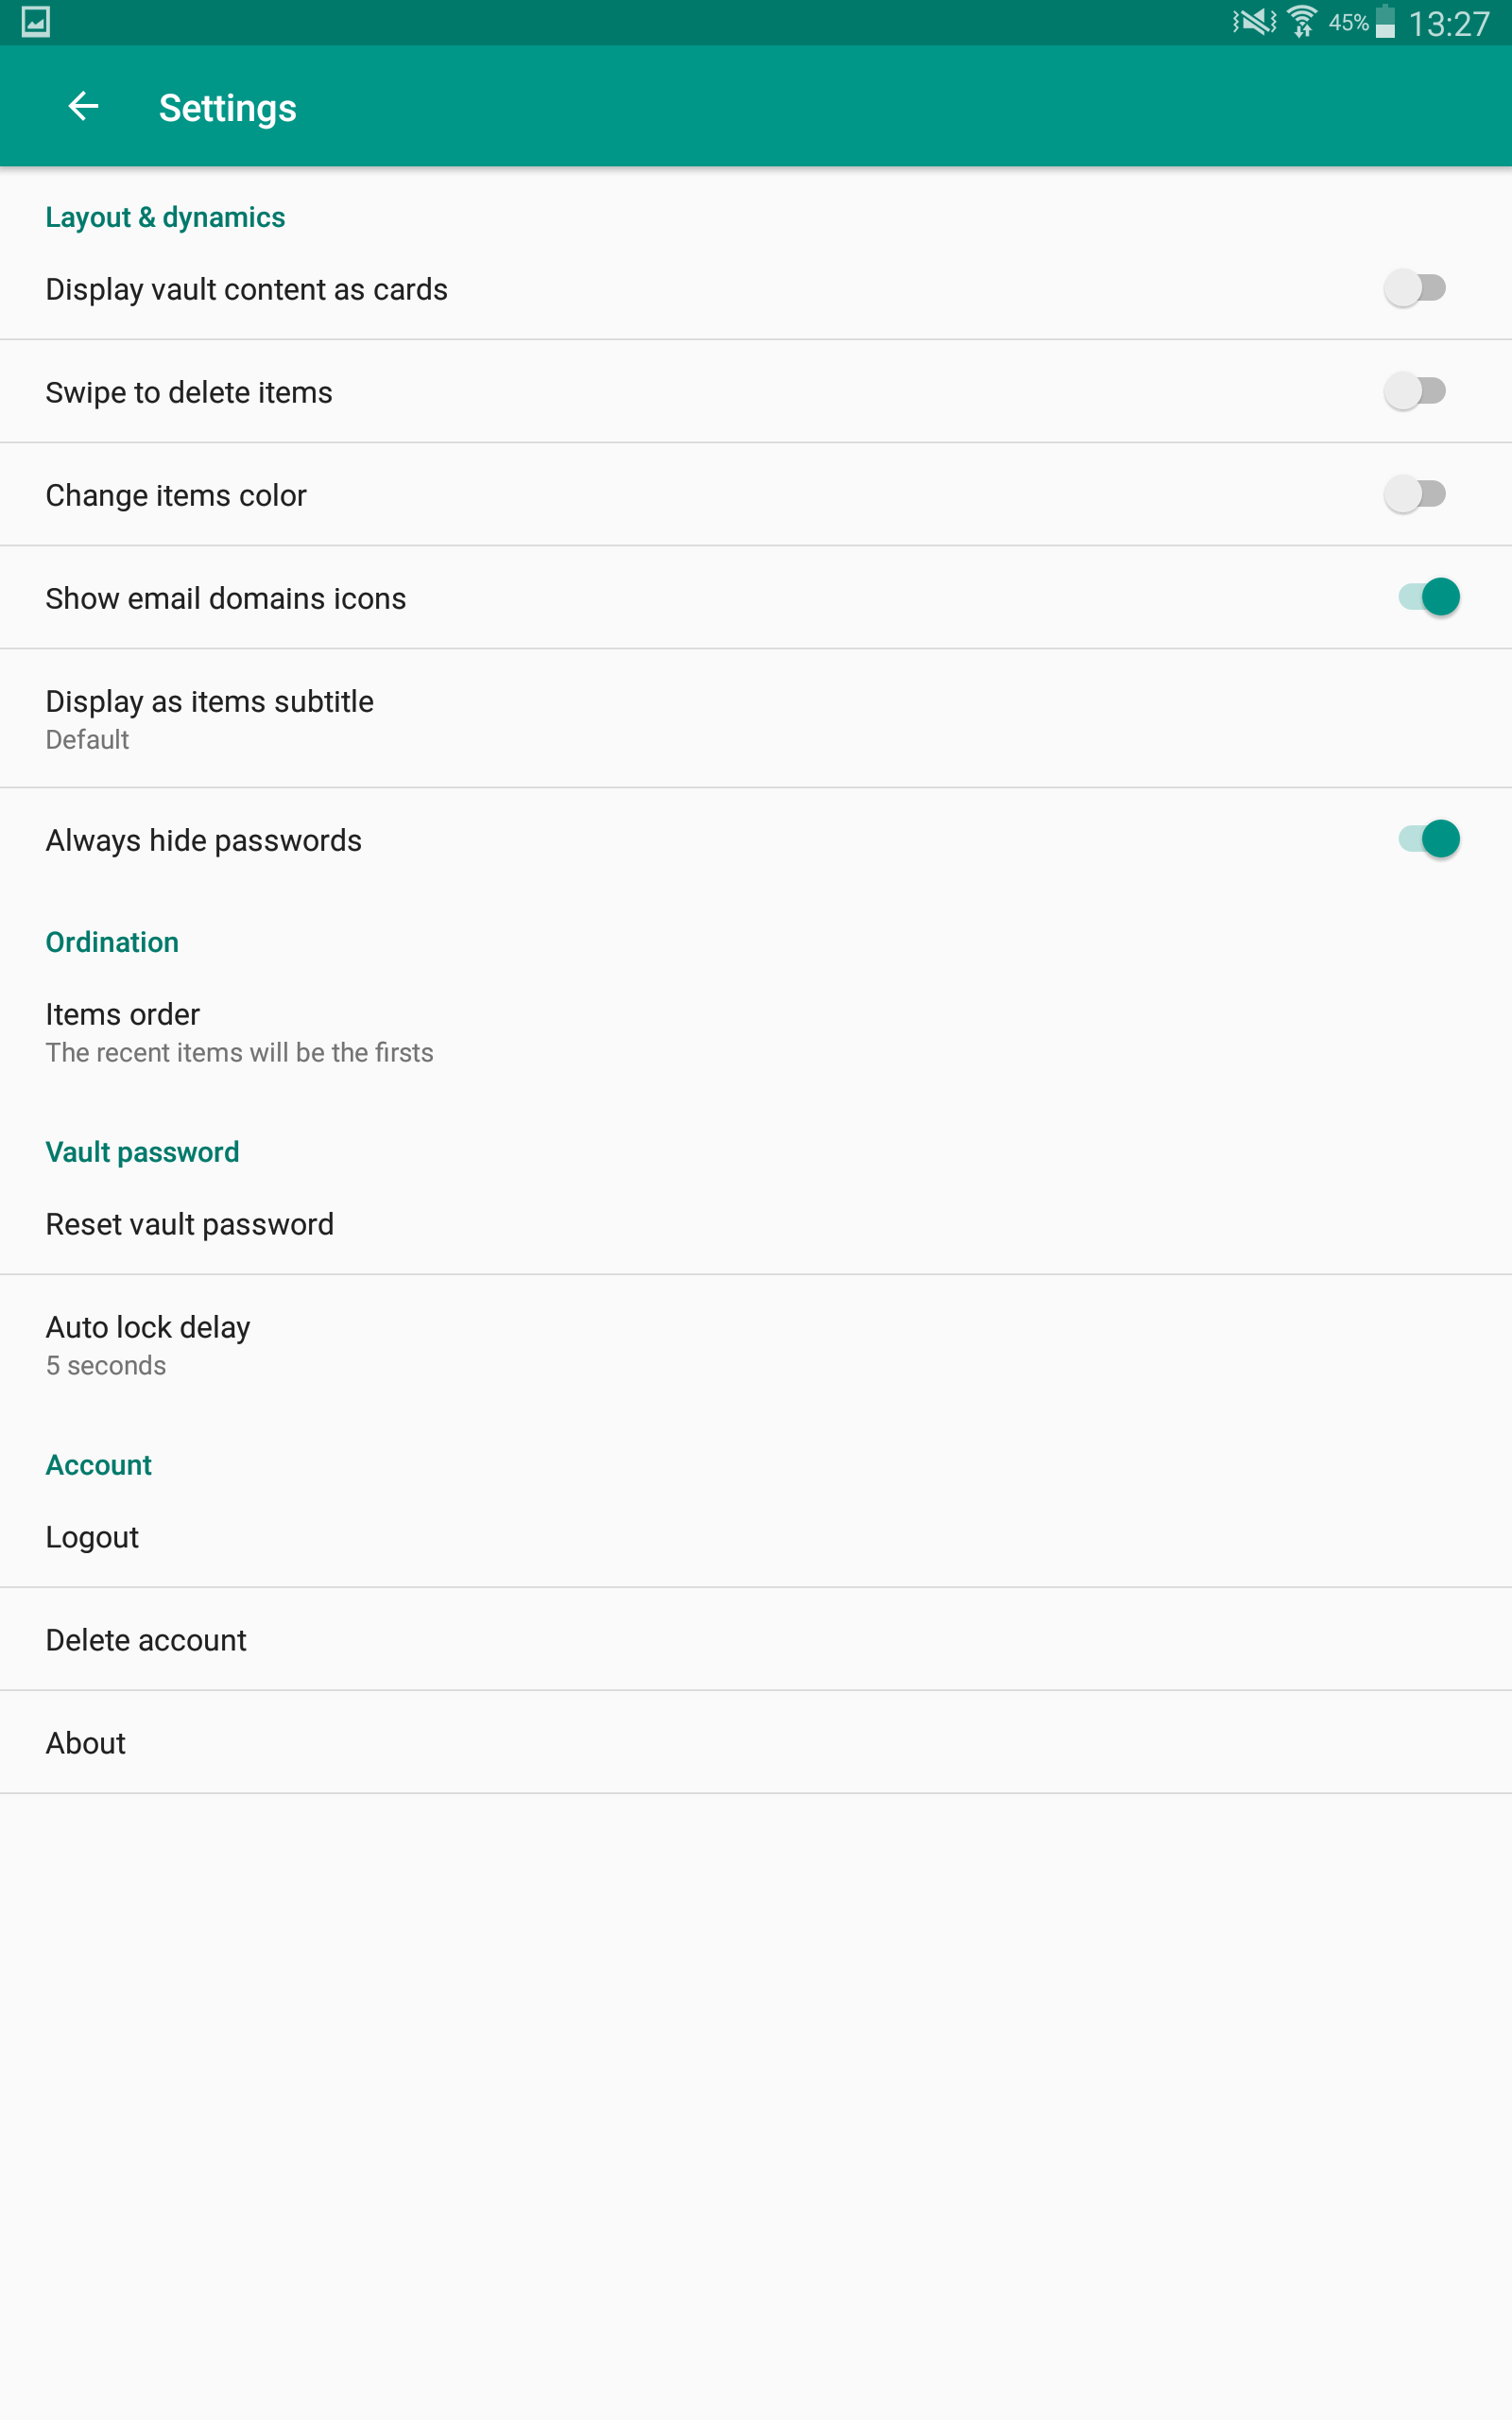 45% 13:27
Settings
Layout & dynamics
Display vault content as cards
Swipe to delete items
Change items color
Show email domains icons
Display as items subtitle
Default
Always hide passwords
Ordination
Items order
The recent items will be the firsts
Vault password
Reset vault password
Auto lock delay
5 seconds
Account
Logout
Delete account
About